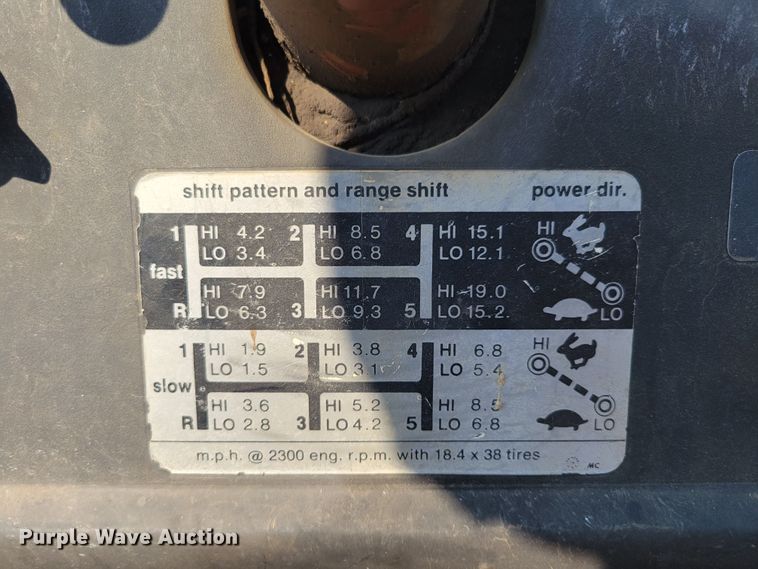 shift pattern and range shift power dir.
1 HI 4.2 2 HI 8.5 4 HI 15.1 HI
LO 3.4 LO 6.8 LO 12.1
fast
HI 7.9 HI 11.7 HI 19.0
R LO 6.3 3 LO 9.3 5 LO 15.2 LO
1 HI 1.9 2 HI 3.8 4 HI 6.8 HI
LO 1.5 LO 3.1 LO 5.4
slow
HI 3.6 HI 5.2 HI 8.5
R LO 2.8 3 LO 4.2 5 LO 6.8 LO
m.p.h. @ 2300 eng. r.p.m. with 18.4 x 38 tires MC
Purple Wave Auction